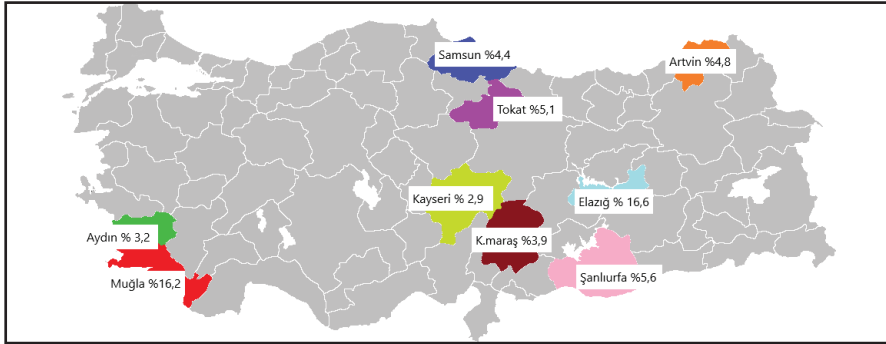 Samsun %4,4
Artvin %4,8
Tokat %5,1
Kayseri % 2,9
Elazığ % 16,6
Aydın % 3,2
K.maraş %3,9
Muğla %16,2
Şanlıurfa %5,6